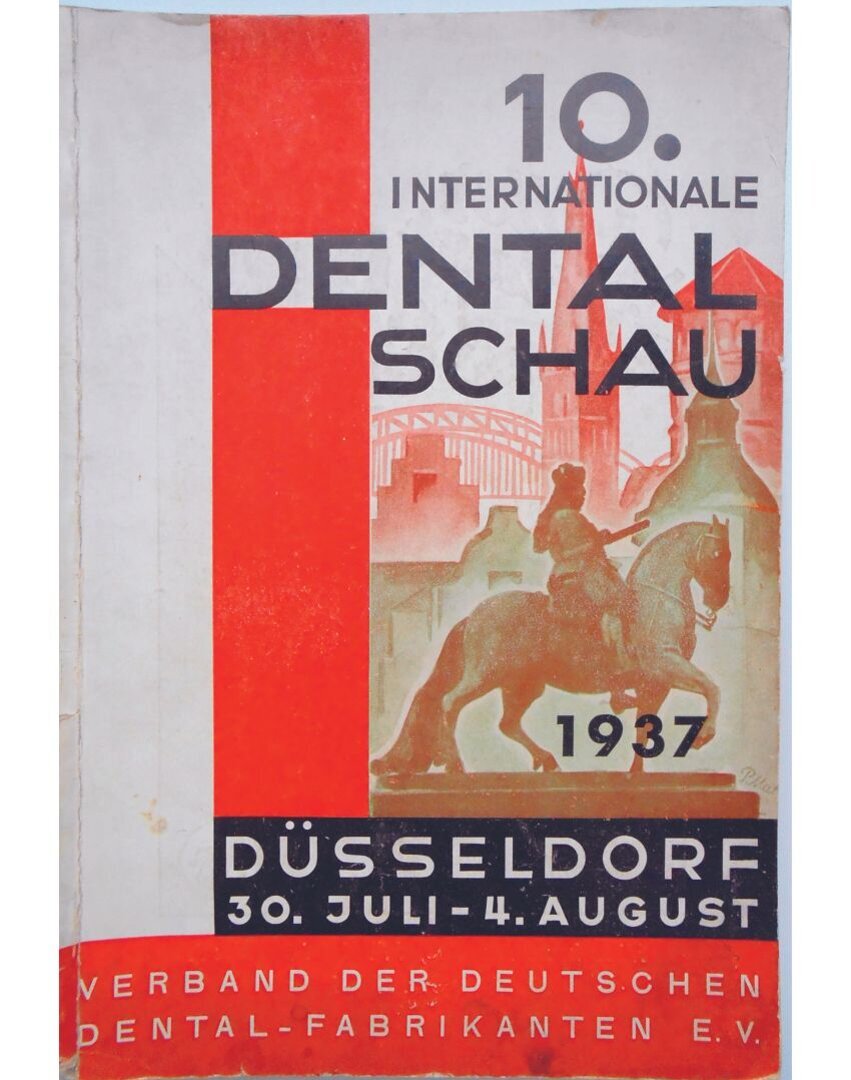 10.
INTERNATIONALE
DENTAL
SCHAU
1937
DÜSSELDORF
30. JULI - 4. AUGUST
VERBAND DER DEUTSCHEN
DENTAL-FABRIKANTEN E. V.